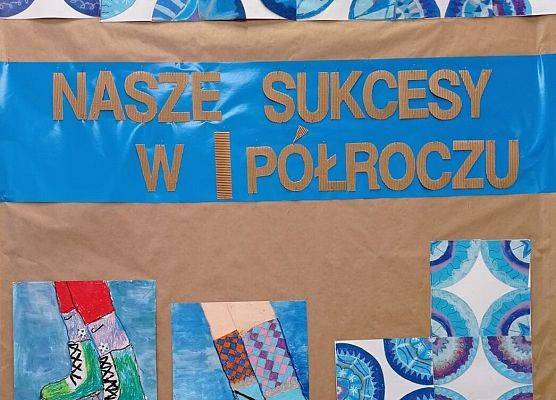 NASZE SUKCESY
W I PÓŁROCZU